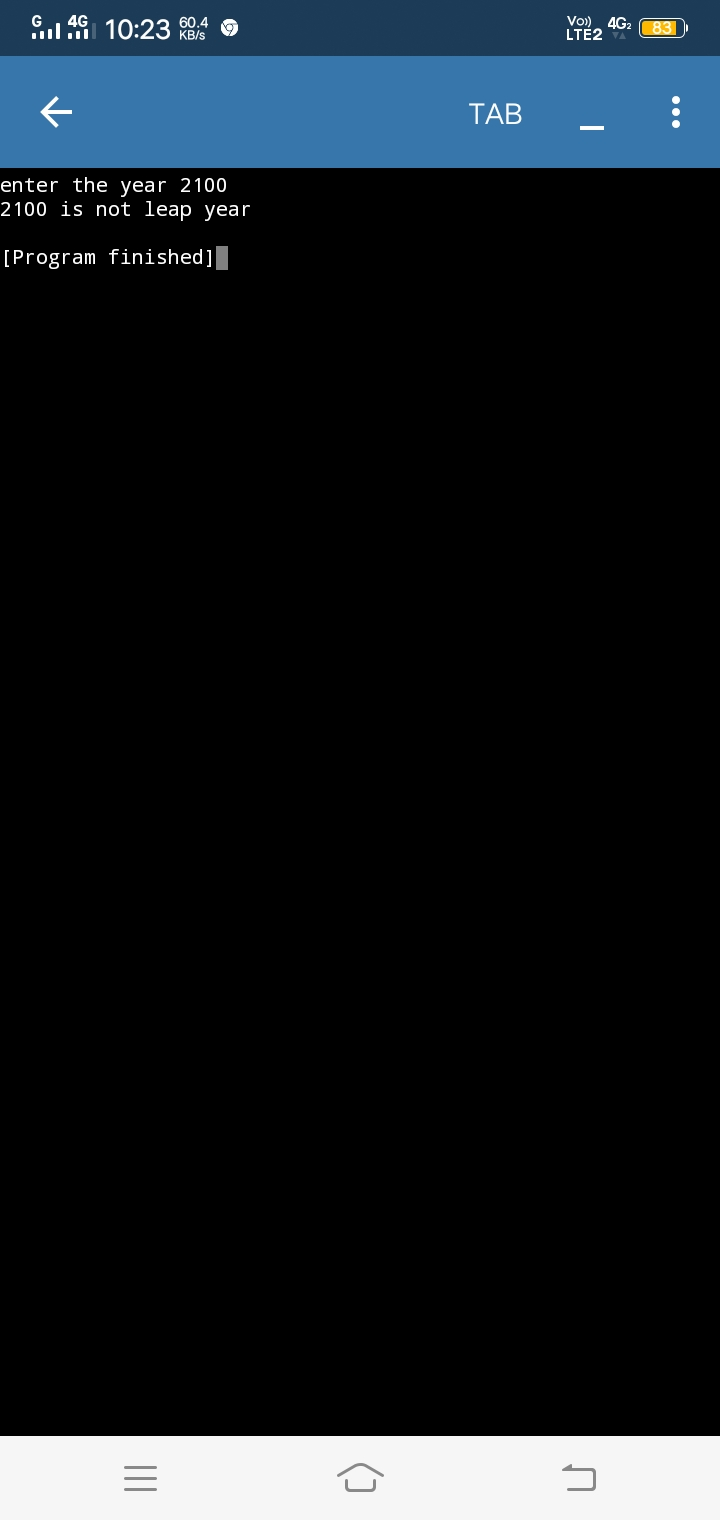 G 4G 10:23 60.4 KB/s Vo)) LTE2 4G2 83
TAB
enter the year 2100
2100 is not leap year
[Program finished]